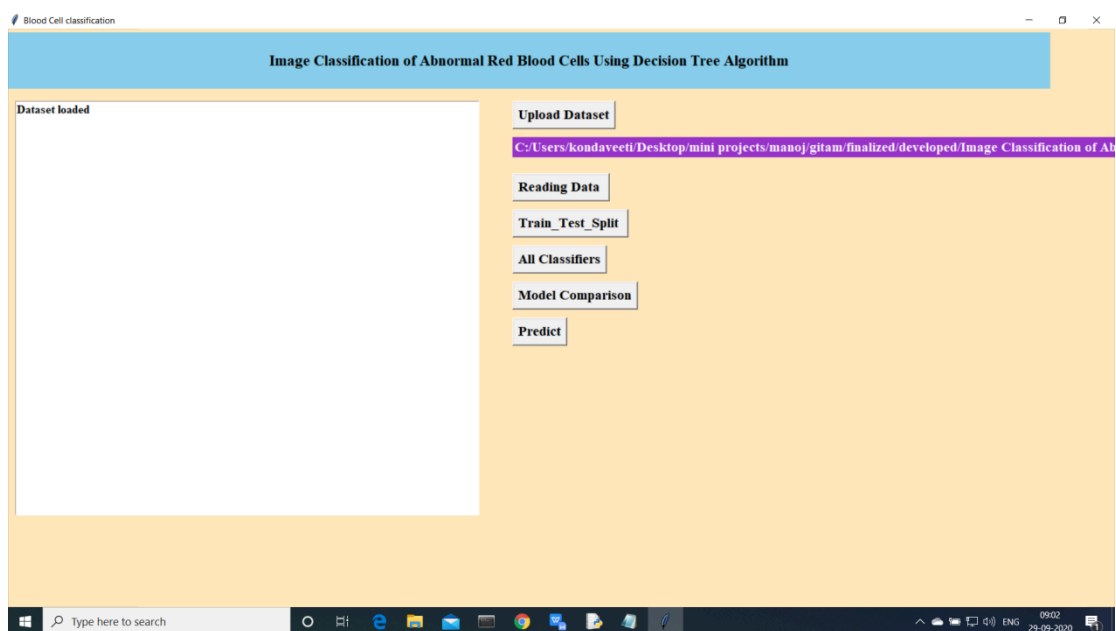 Blood Cell classification
Image Classification of Abnormal Red Blood Cells Using Decision Tree Algorithm
Dataset loaded
Upload Dataset
C:/Users/kondaveeti/Desktop/mini projects/manoj/gitam/finalized/developed/Image Classification of Ab
Reading Data
Train_Test_Split
All Classifiers
Model Comparison
Predict
Type here to search
ENG
09:02
29-09-2020